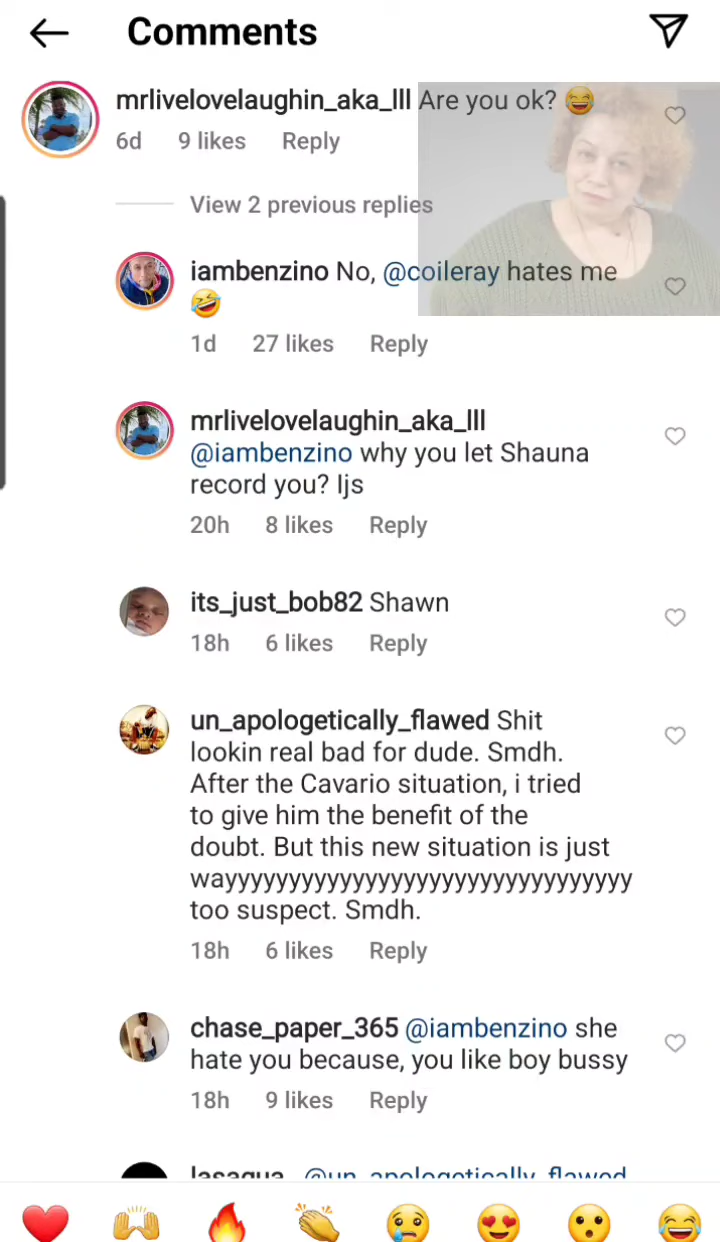 Comments
mrlivelovelaughin_aka_lll Are you ok? 😂
6d 9 likes Reply
View 2 previous replies
iambenzino No, @coileray hates me
🤣
1d 27 likes Reply
mrlivelovelaughin_aka_lll
@iambenzino why you let Shauna
record you? Ijs
20h 8 likes Reply
its_just_bob82 Shawn
18h 6 likes Reply
un_apologetically_flawed Shit
lookin real bad for dude. Smdh.
After the Cavario situation, i tried
to give him the benefit of the
doubt. But this new situation is just
wayyyyyyyyyyyyyyyyyyyyyyyyyyyyyyyy
too suspect. Smdh.
18h 6 likes Reply
chase_paper_365 @iambenzino she
hate you because, you like boy bussy
18h 9 likes Reply
@un_apologetically_flawed